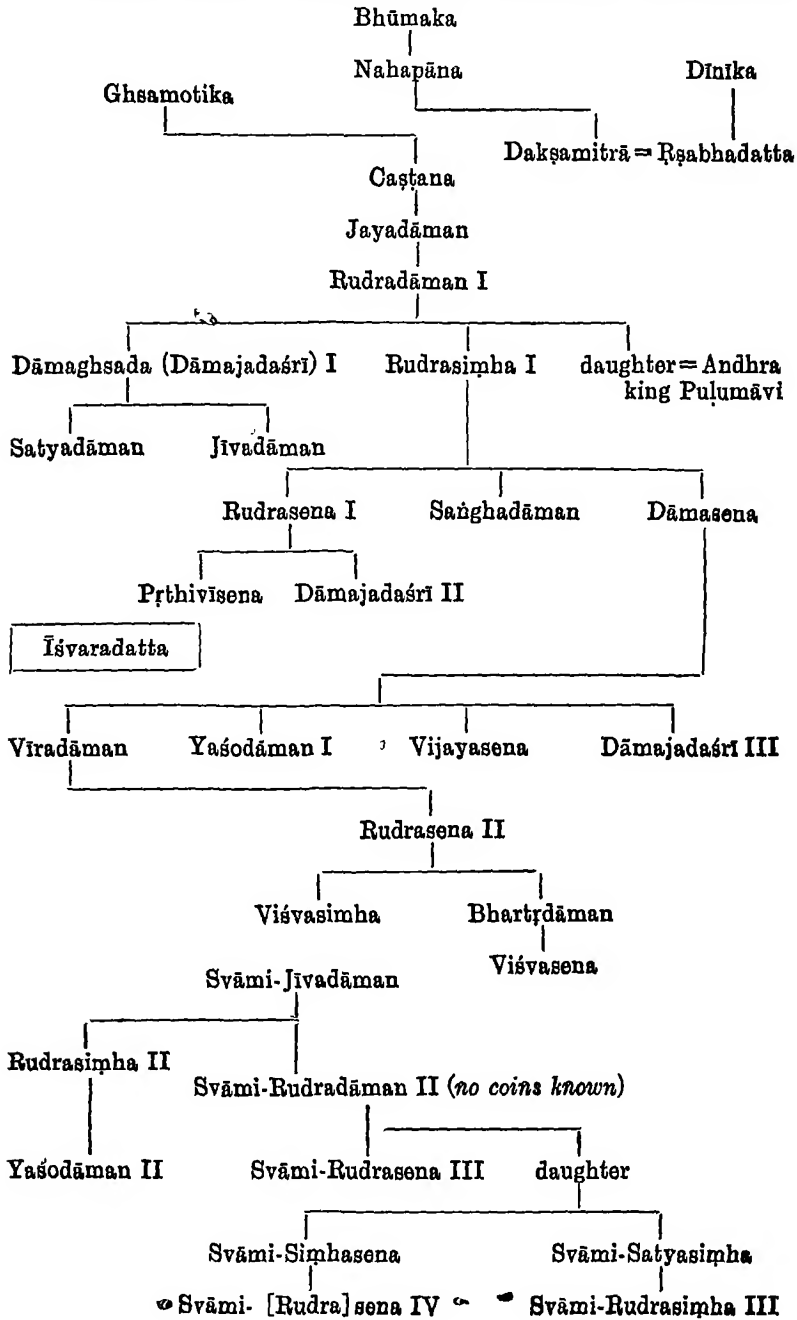 Bhūmaka
Nahapāna Dīnīka
Ghsamotika
Dakṣamitrā = Ṛṣabhadatta
Caṣṭana
Jayadāman
Rudradāman I
Dāmaghsada (Dāmajadaśrī) I Rudrasiṃha I daughter = Andhra
king Puḷumāvi
Satyadāman Jīvadāman
Rudrasena I Saṅghadāman Dāmasena
Pṛthivīsena Dāmajadaśrī II
Īśvaradatta
Vīradāman Yaśodāman I Vijayasena Dāmajadaśrī III
Rudrasena II
Viśvasimha Bhartṛdāman
Viśvasena
Svāmi-Jīvadāman
Rudrasiṃha II
Svāmi-Rudradāman II (no coins known)
Yaśodāman II Svāmi-Rudrasena III daughter
Svāmi-Siṃhasena Svāmi-Satyasiṃha
Svāmi- [Rudra]sena IV Svāmi-Rudrasiṃha III